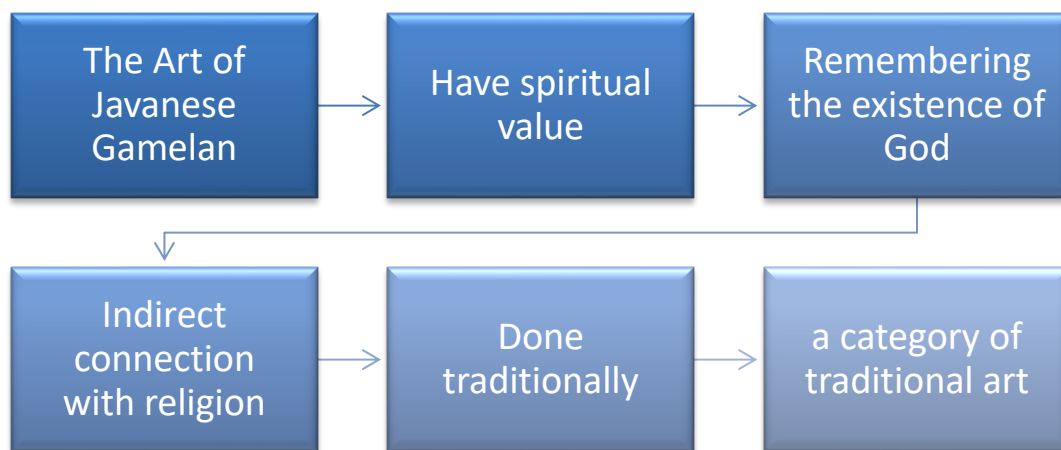 The Art of
Javanese
Gamelan
Have spiritual
value
Remembering
the existence of
God
Indirect
connection
with religion
Done
traditionally
a category of
traditional art